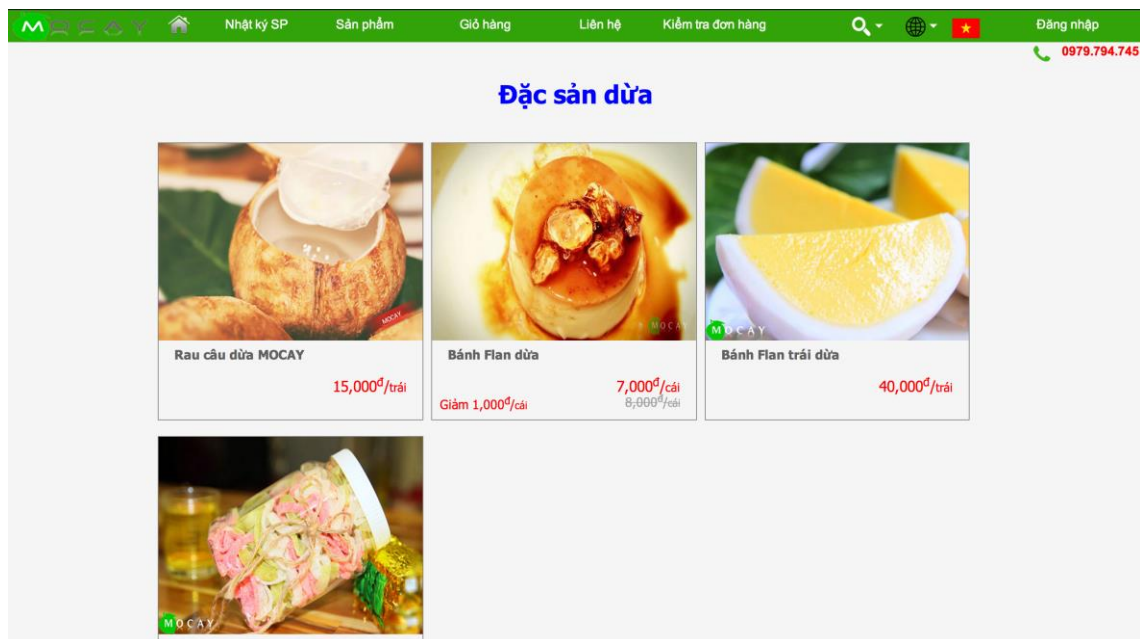 MOCAY Nhật ký SP Sản phẩm Giỏ hàng Liên hệ Kiểm tra đơn hàng Đăng nhập
0979.794.745
Đặc sản dừa
MOCAY
MOCAY
MOCAY
Rau câu dừa MOCAY
15,000đ/trái
Bánh Flan dừa
7,000đ/cái
Giảm 1,000đ/cái
8,000đ/cái
Bánh Flan trái dừa
40,000đ/trái
MOCAY